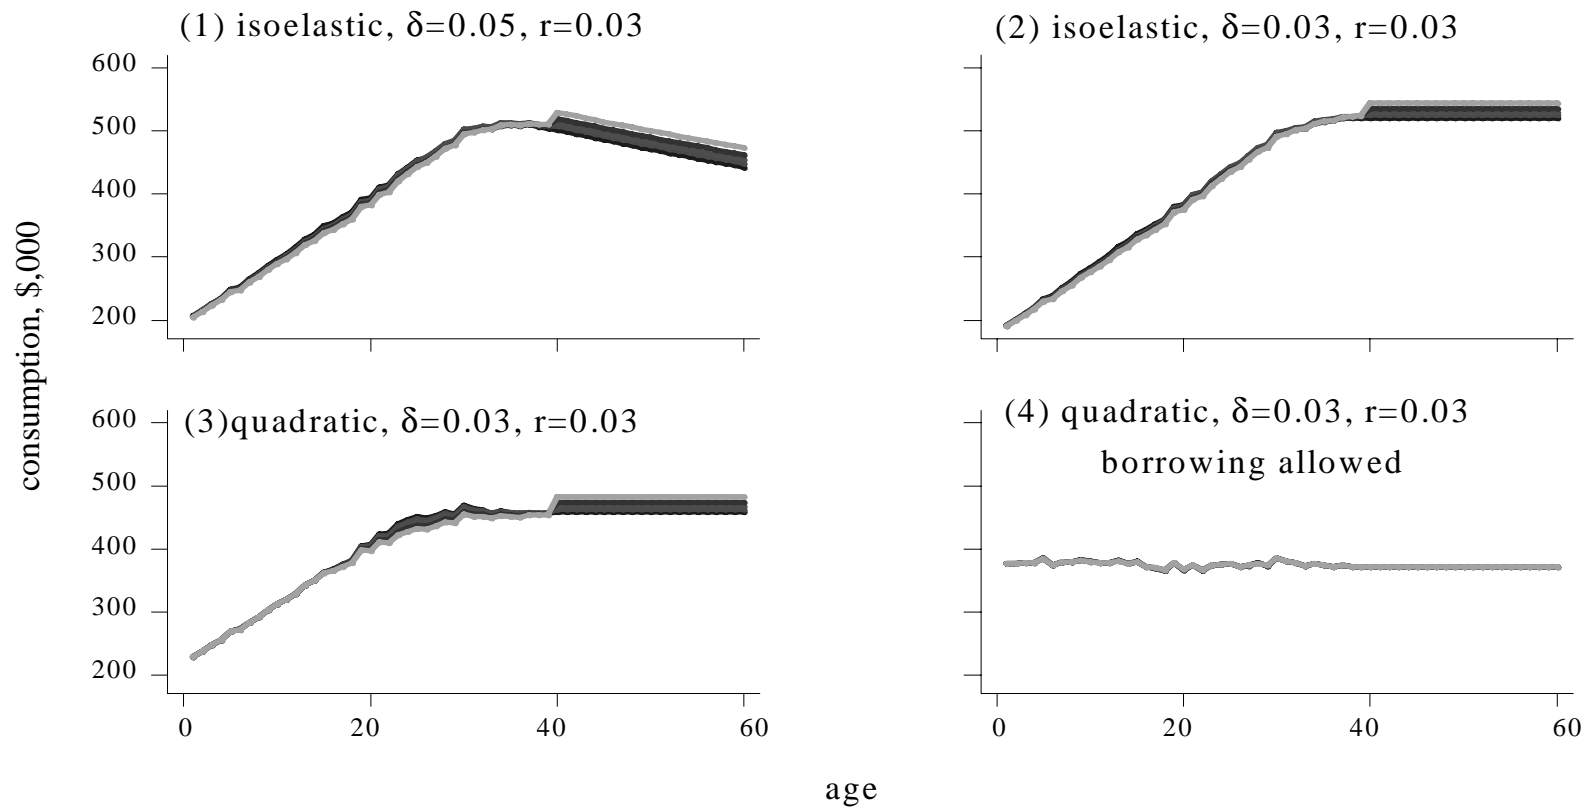 (1) isoelastic, δ=0.05, r=0.03
(2) isoelastic, δ=0.03, r=0.03
600
500
400
300
200
(3)quadratic, δ=0.03, r=0.03
(4) quadratic, δ=0.03, r=0.03
borrowing allowed
600
500
400
300
200
0 20 40 60
0 20 40 60
consumption, $,000
age